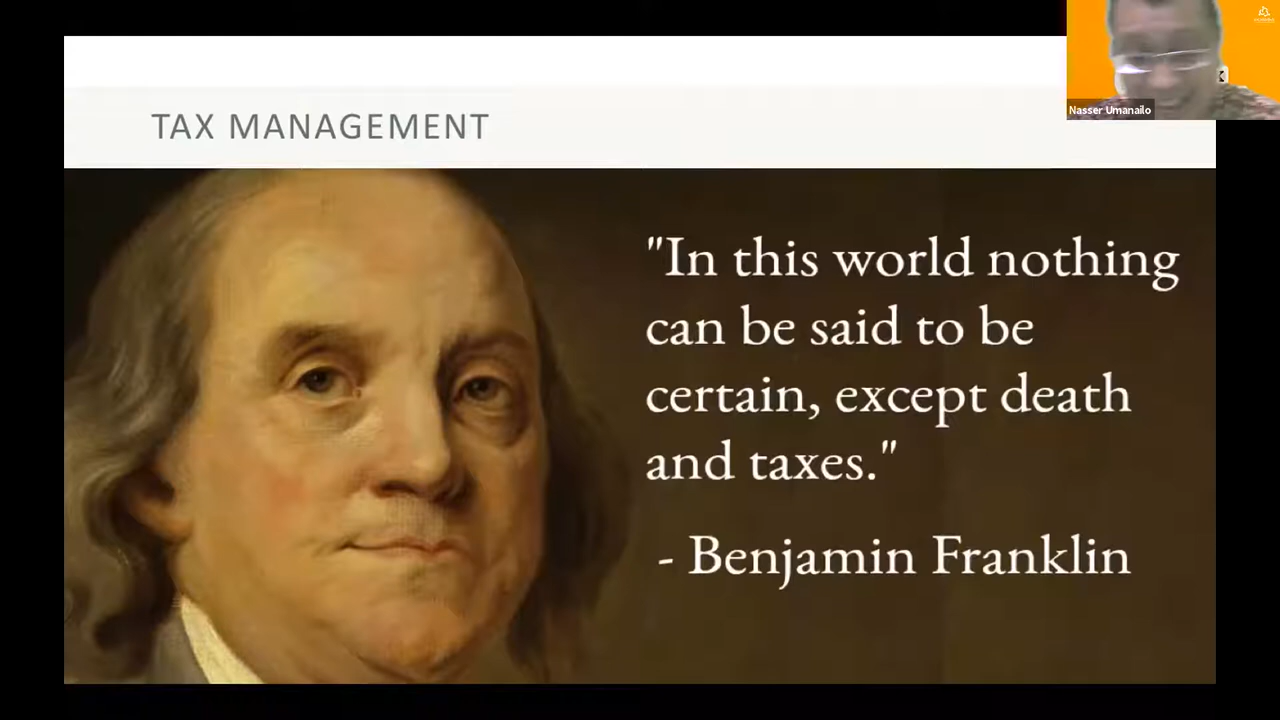 TAX MANAGEMENT
"In this world nothing
can be said to be
certain, except death
and taxes."
- Benjamin Franklin
Nasser Umanailo